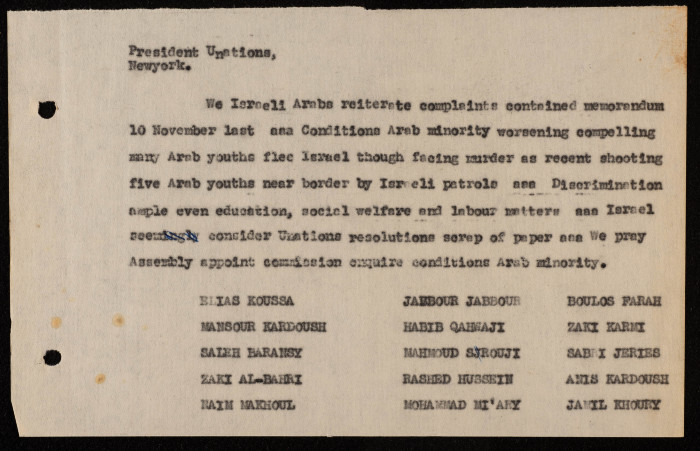 President Unations,
Newyork.
We Israeli Arabs reiterate complaints contained memorandum
10 November last aaa Conditions Arab minority worsening compelling
many Arab youths flee Israel though facing murder as recent shooting
five Arab youths near border by Israeli patrols aaa Discrimination
ample even education, social welfare and labour matters aaa Israel
seemingly consider Unations resolutions scrap of paper aaa We pray
Assembly appoint commission enquire conditions Arab minority.
ELIAS KOUSSA JABBOUR JABBOUR BOULOS FARAH
MANSOUR KARDOUSH HABIB QAHWAJI ZAKI KARMI
SALEH BARANSY MAHMOUD SUROUJI SABRI JERIES
ZAKI AL-BAHRI RASHED HUSSEIN ANIS KARDOUSH
NAIM MAKHOUL MOHAMMAD MI'ARY JAMIL KHOURY